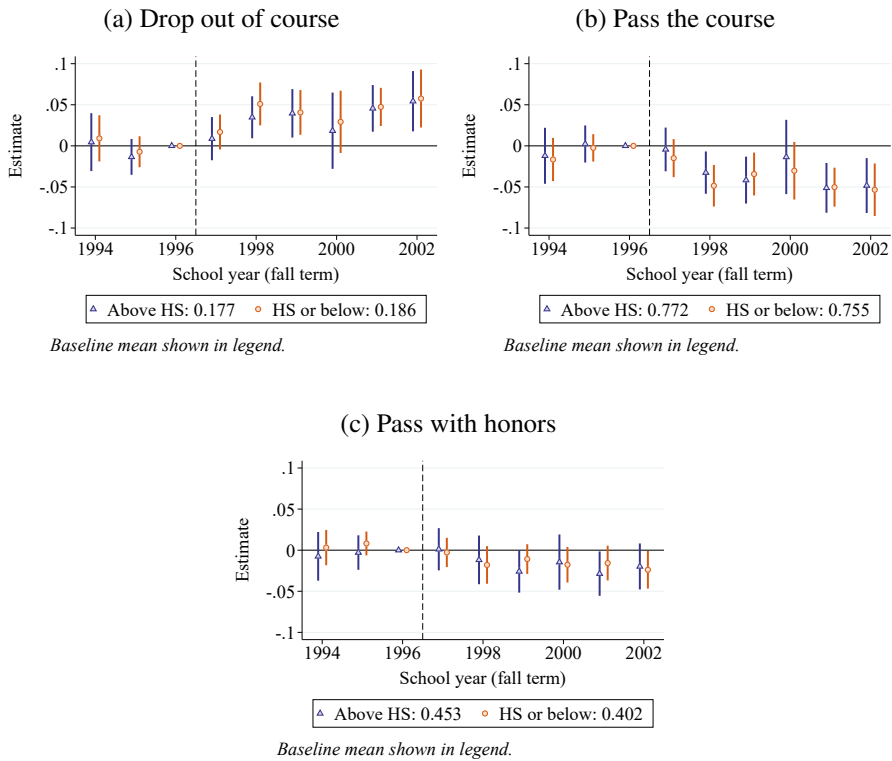 (a) Drop out of course
.1
.05
0
-.05
-.1
Estimate
1994 1996 1998 2000 2002
School year (fall term)
Above HS: 0.177 HS or below: 0.186
Baseline mean shown in legend.
(b) Pass the course
.1
.05
0
-.05
-.1
Estimate
1994 1996 1998 2000 2002
School year (fall term)
Above HS: 0.772 HS or below: 0.755
Baseline mean shown in legend.
(c) Pass with honors
.1
.05
0
-.05
-.1
Estimate
1994 1996 1998 2000 2002
School year (fall term)
Above HS: 0.453 HS or below: 0.402
Baseline mean shown in legend.